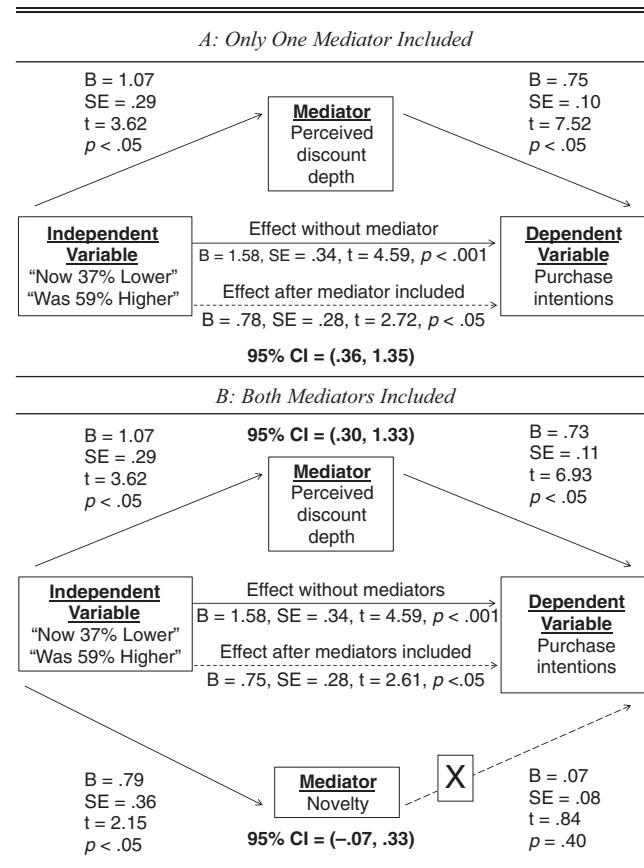 A: Only One Mediator Included
B = 1.07
SE = .29
t = 3.62
p < .05
Mediator
Perceived
discount
depth
B = .75
SE = .10
t = 7.52
p < .05
Independent
Variable
“Now 37% Lower”
“Was 59% Higher”
Effect without mediator
B = 1.58, SE = .34, t = 4.59, p < .001
Effect after mediator included
B = .78, SE = .28, t = 2.72, p < .05
95% CI = (.36, 1.35)
Dependent
Variable
Purchase
intentions
B: Both Mediators Included
B = 1.07
SE = .29
t = 3.62
p < .05
95% CI = (.30, 1.33)
Mediator
Perceived
discount
depth
B = .73
SE = .11
t = 6.93
p < .05
Independent
Variable
“Now 37% Lower”
“Was 59% Higher”
Effect without mediators
B = 1.58, SE = .34, t = 4.59, p < .001
Effect after mediators included
B = .75, SE = .28, t = 2.61, p <.05
Dependent
Variable
Purchase
intentions
B = .79
SE = .36
t = 2.15
p < .05
Mediator
Novelty
95% CI = (–.07, .33)
X
B = .07
SE = .08
t = .84
p = .40